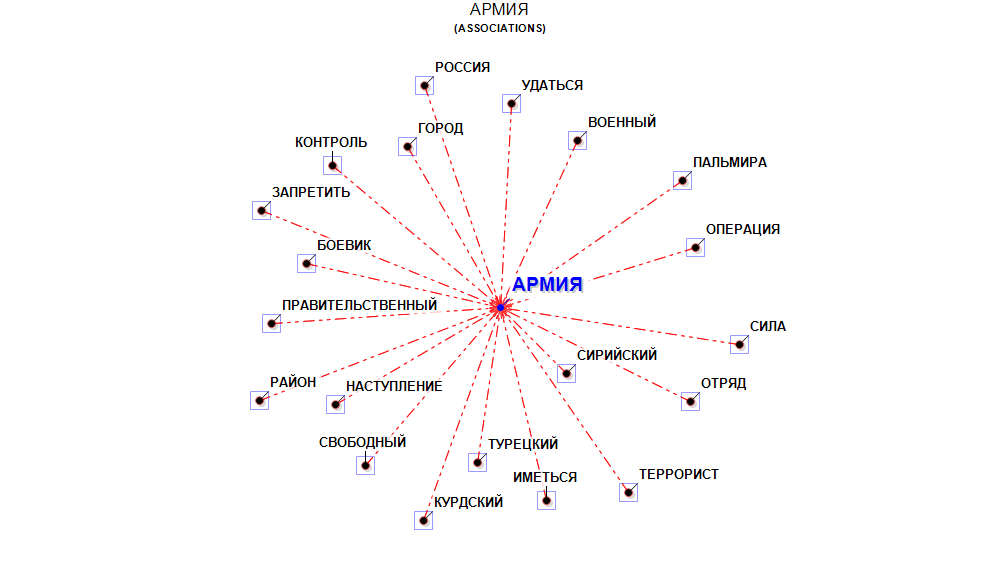 АРМИЯ
(ASSOCIATIONS)
РОССИЯ
УДАТЬСЯ
ВОЕННЫЙ
ГОРОД
КОНТРОЛЬ
ПАЛЬМИРА
ЗАПРЕТИТЬ
ОПЕРАЦИЯ
БОЕВИК
АРМИЯ
ПРАВИТЕЛЬСТВЕННЫЙ
СИЛА
СИРИЙСКИЙ
РАЙОН
НАСТУПЛЕНИЕ
ОТРЯД
СВОБОДНЫЙ
ТУРЕЦКИЙ
ИМЕТЬСЯ
ТЕРРОРИСТ
КУРДСКИЙ